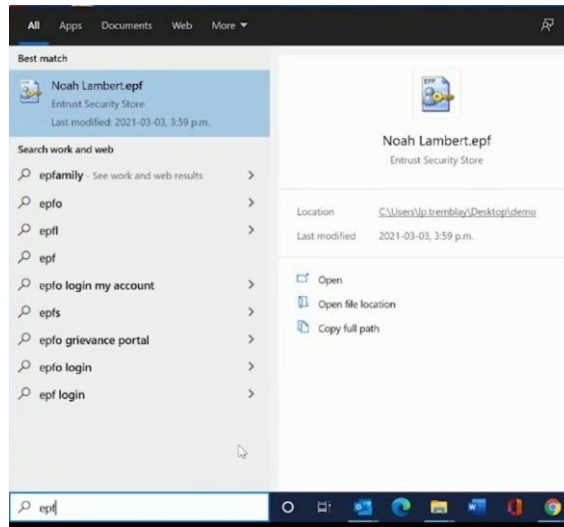 All Apps Documents Web More
Best match
Noah Lambert.epf
Entrust Security Store
Last modified: 2021-03-03, 3:59 p.m.
Search work and web
epfamily - See work and web results
epfo
epfl
epf
epfo login my account
epfs
epfo grievance portal
epfo login
epf login
epf
EPF
Noah Lambert.epf
Entrust Security Store
Location C:\Users\lp.tremblay\Desktop\demo
Last modified 2021-03-03, 3:59 p.m.
Open
Open file location
Copy full path